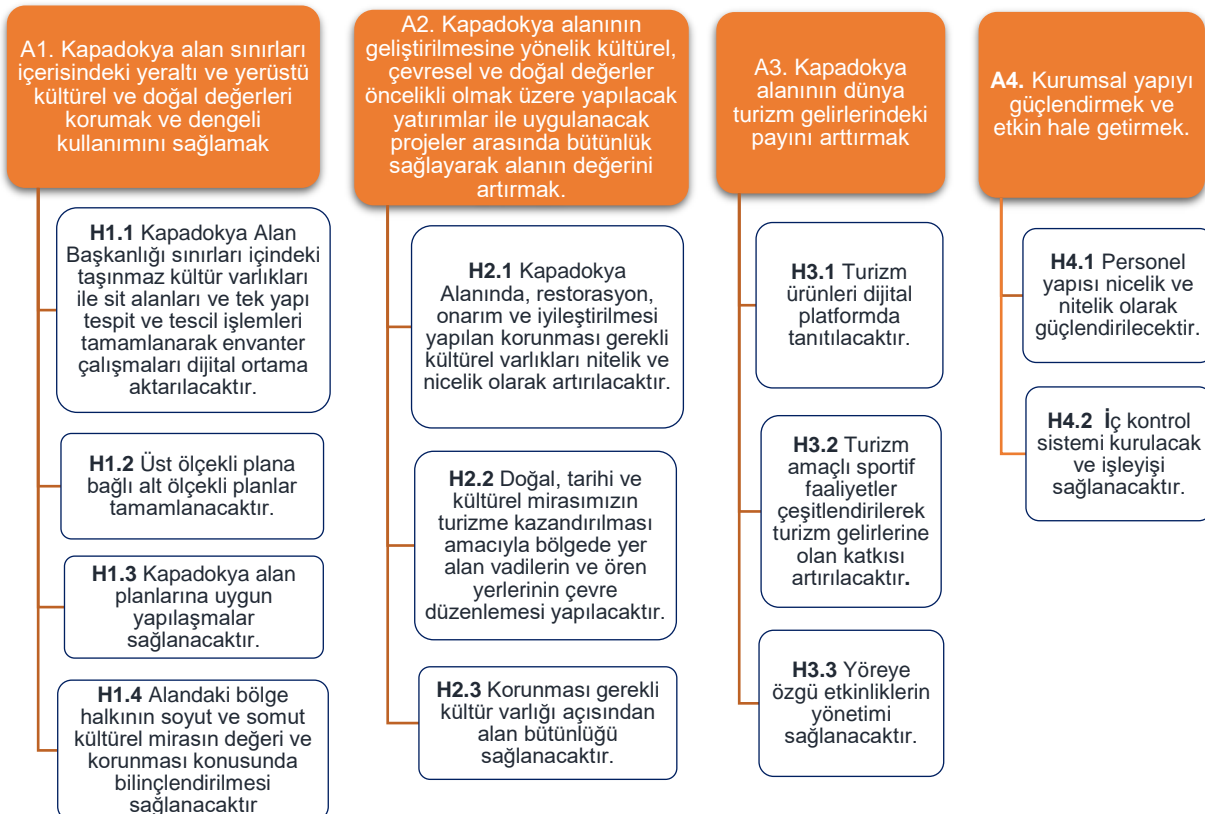 A1. Kapadokya alan sınırları
içerisindeki yeraltı ve yerüstü
kültürel ve doğal değerleri
korumak ve dengeli
kullanımını sağlamak
H1.1 Kapadokya Alan
Başkanlığı sınırları içindeki
taşınmaz kültür varlıkları
ile sit alanları ve tek yapı
tespit ve tescil işlemleri
tamamlanarak envanter
çalışmaları dijital ortama
aktarılacaktır.
H1.2 Üst ölçekli plana
bağlı alt ölçekli planlar
tamamlanacaktır.
H1.3 Kapadokya alan
planlarına uygun
yapılaşmalar
sağlanacaktır.
H1.4 Alandaki bölge
halkının soyut ve somut
kültürel mirasın değeri ve
korunması konusunda
bilinçlendirilmesi
sağlanacaktır
A2. Kapadokya alanının
geliştirilmesine yönelik kültürel,
çevresel ve doğal değerler
öncelikli olmak üzere yapılacak
yatırımlar ile uygulanacak
projeler arasında bütünlük
sağlayarak alanın değerini
artırmak.
H2.1 Kapadokya
Alanında, restorasyon,
onarım ve iyileştirilmesi
yapılan korunması gerekli
kültürel varlıkları nitelik ve
nicelik olarak artırılacaktır.
H2.2 Doğal, tarihi ve
kültürel mirasımızın
turizme kazandırılması
amacıyla bölgede yer
alan vadilerin ve ören
yerlerinin çevre
düzenlemesi yapılacaktır.
H2.3 Korunması gerekli
kültür varlığı açısından
alan bütünlüğü
sağlanacaktır.
A3. Kapadokya
alanının dünya
turizm gelirlerindeki
payını arttırmak
H3.1 Turizm
ürünleri dijital
platformda
tanıtılacaktır.
H3.2 Turizm
amaçlı sportif
faaliyetler
çeşitlendirilerek
turizm gelirlerine
olan katkısı
artırılacaktır.
H3.3 Yöreye
özgü etkinliklerin
yönetimi
sağlanacaktır.
A4. Kurumsal yapıyı
güçlendirmek ve
etkin hale getirmek.
H4.1 Personel
yapısı nicelik ve
nitelik olarak
güçlendirilecektir.
H4.2 İç kontrol
sistemi kurulacak
ve işleyişi
sağlanacaktır.